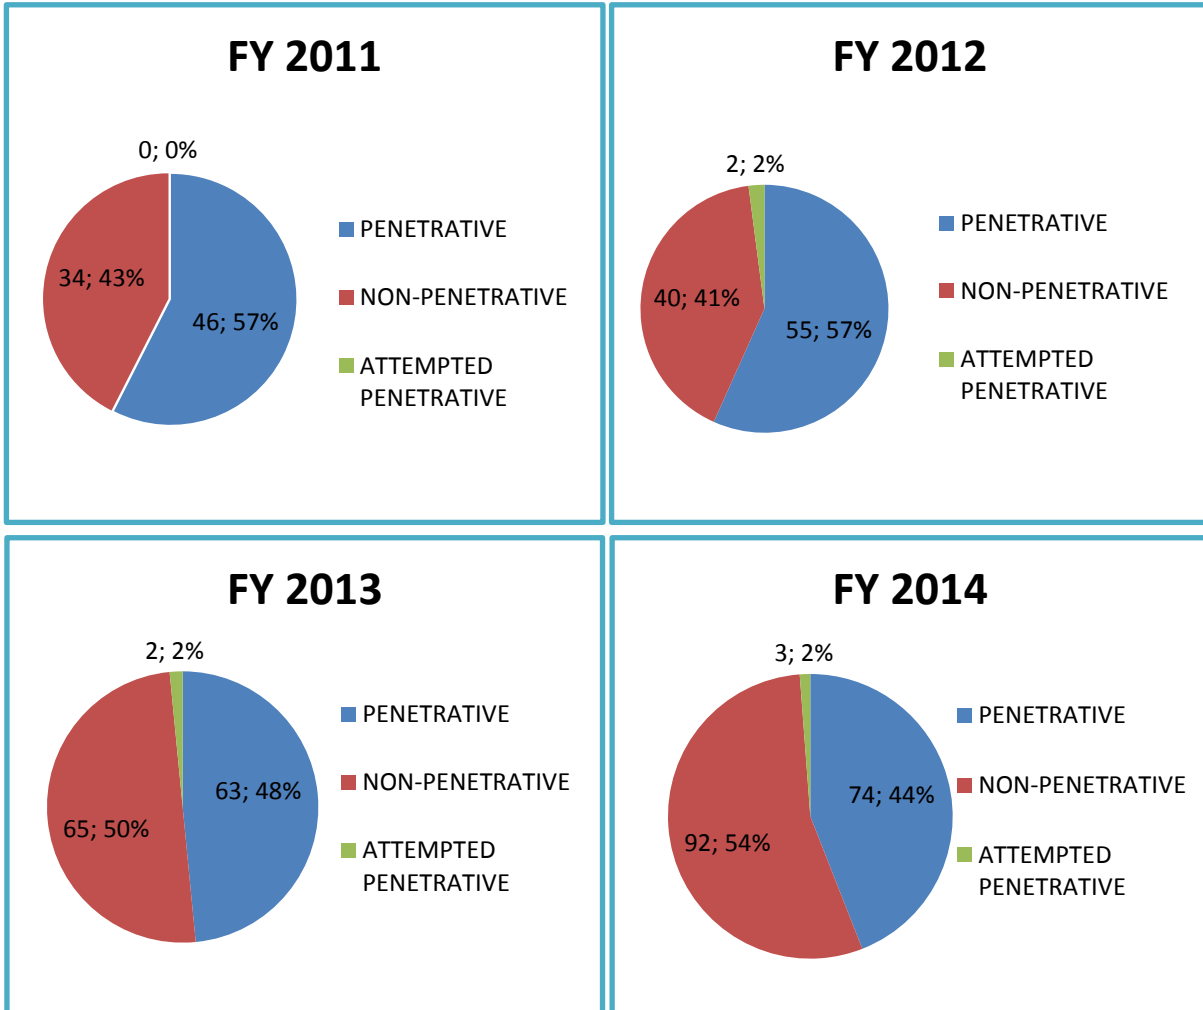 FY 2011
0; 0%
34; 43%
46; 57%
PENETRATIVE
NON-PENETRATIVE
ATTEMPTED
PENETRATIVE
FY 2012
2; 2%
40; 41%
55; 57%
PENETRATIVE
NON-PENETRATIVE
ATTEMPTED
PENETRATIVE
FY 2013
2; 2%
65; 50%
63; 48%
PENETRATIVE
NON-PENETRATIVE
ATTEMPTED
PENETRATIVE
FY 2014
3; 2%
92; 54%
74; 44%
PENETRATIVE
NON-PENETRATIVE
ATTEMPTED
PENETRATIVE